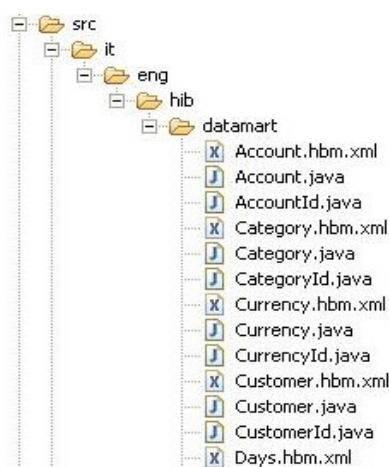 src
it
eng
hib
datamart
Account.hbm.xml
Account.java
AccountId.java
Category.hbm.xml
Category.java
CategoryId.java
Currency.hbm.xml
Currency.java
CurrencyId.java
Customer.hbm.xml
Customer.java
CustomerId.java
Days.hbm.xml